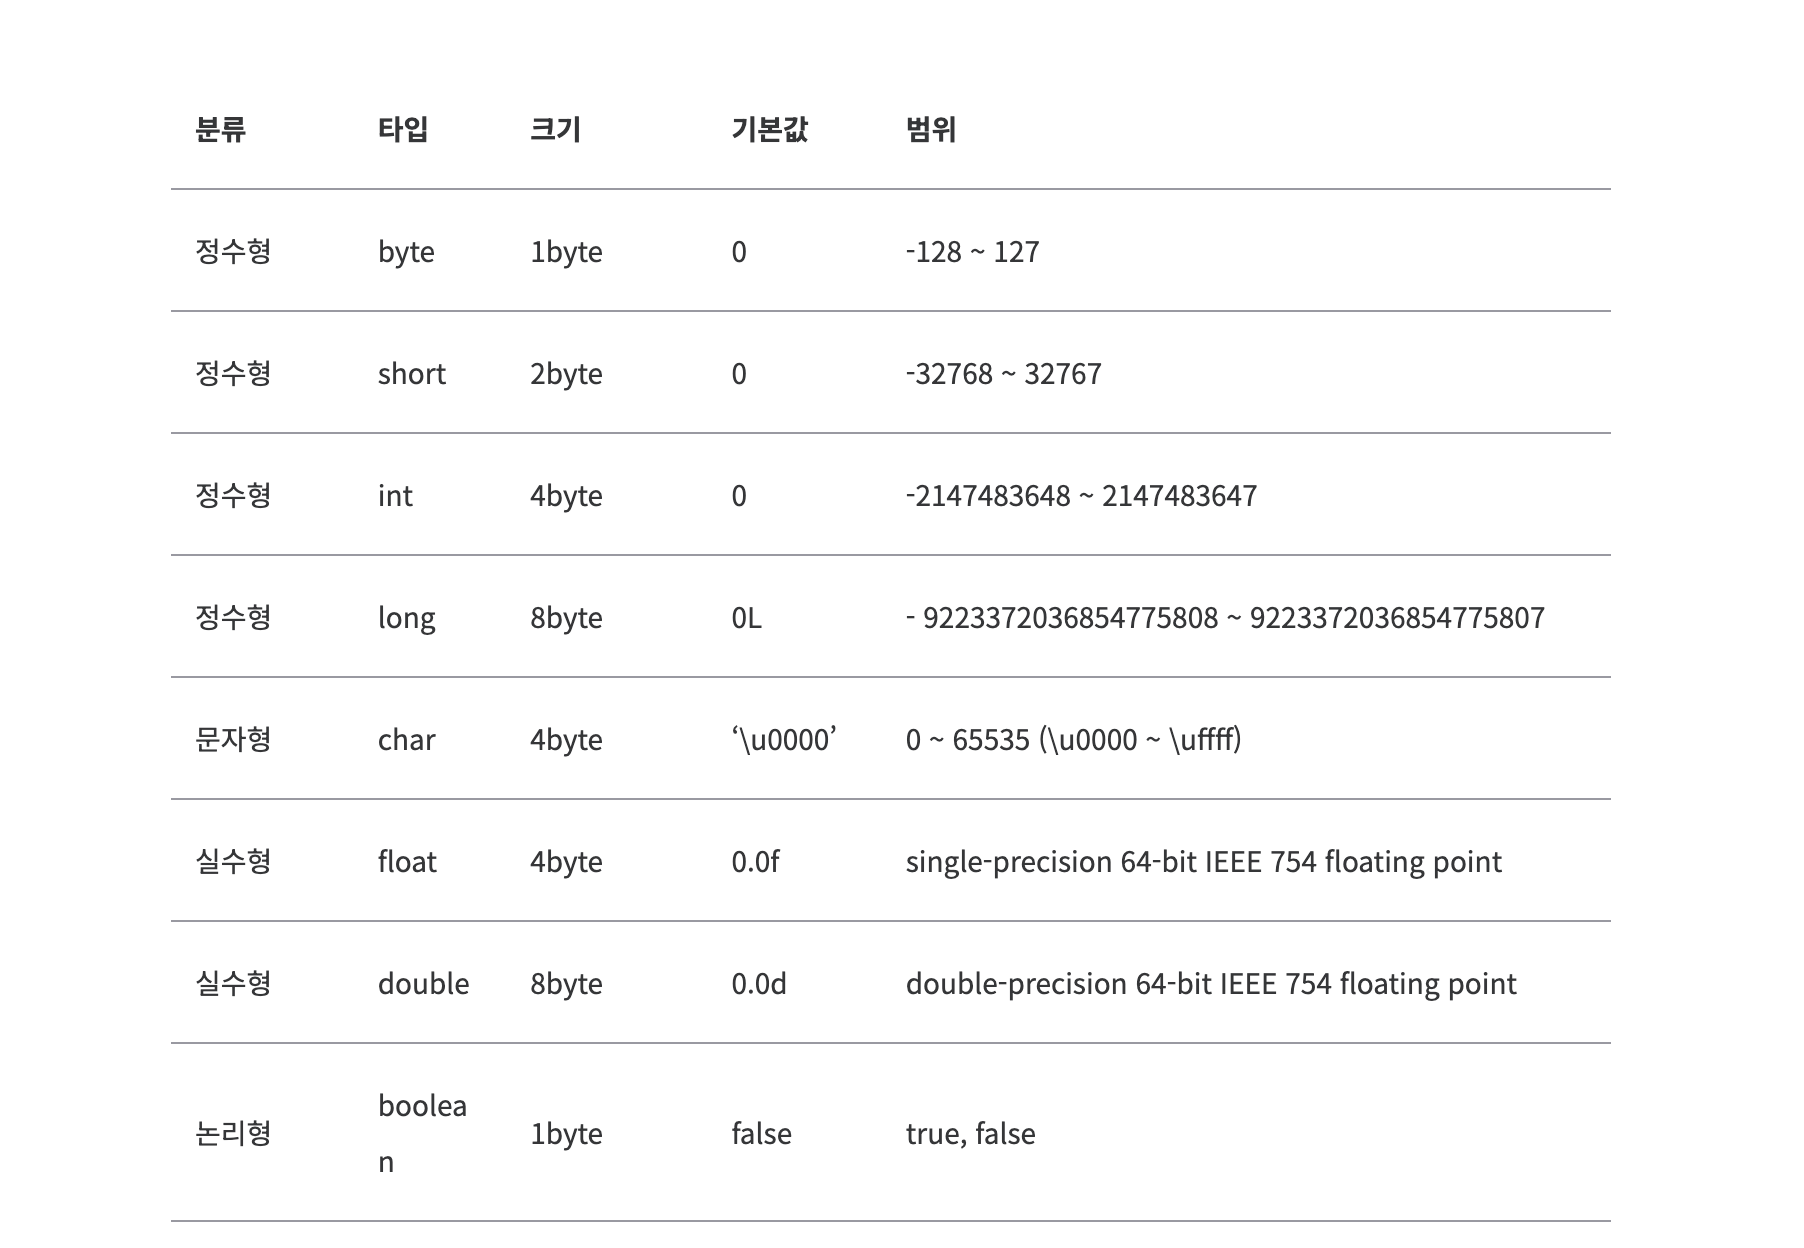 분류 타입 크기 기본값 범위
정수형 byte 1byte 0 -128 ~ 127
정수형 short 2byte 0 -32768 ~ 32767
정수형 int 4byte 0 -2147483648 ~ 2147483647
정수형 long 8byte 0L - 9223372036854775808 ~ 9223372036854775807
문자형 char 4byte ‘\u0000’ 0 ~ 65535 (\u0000 ~ \uffff)
실수형 float 4byte 0.0f single-precision 64-bit IEEE 754 floating point
실수형 double 8byte 0.0d double-precision 64-bit IEEE 754 floating point
boolea
논리형 1byte false true, false
n